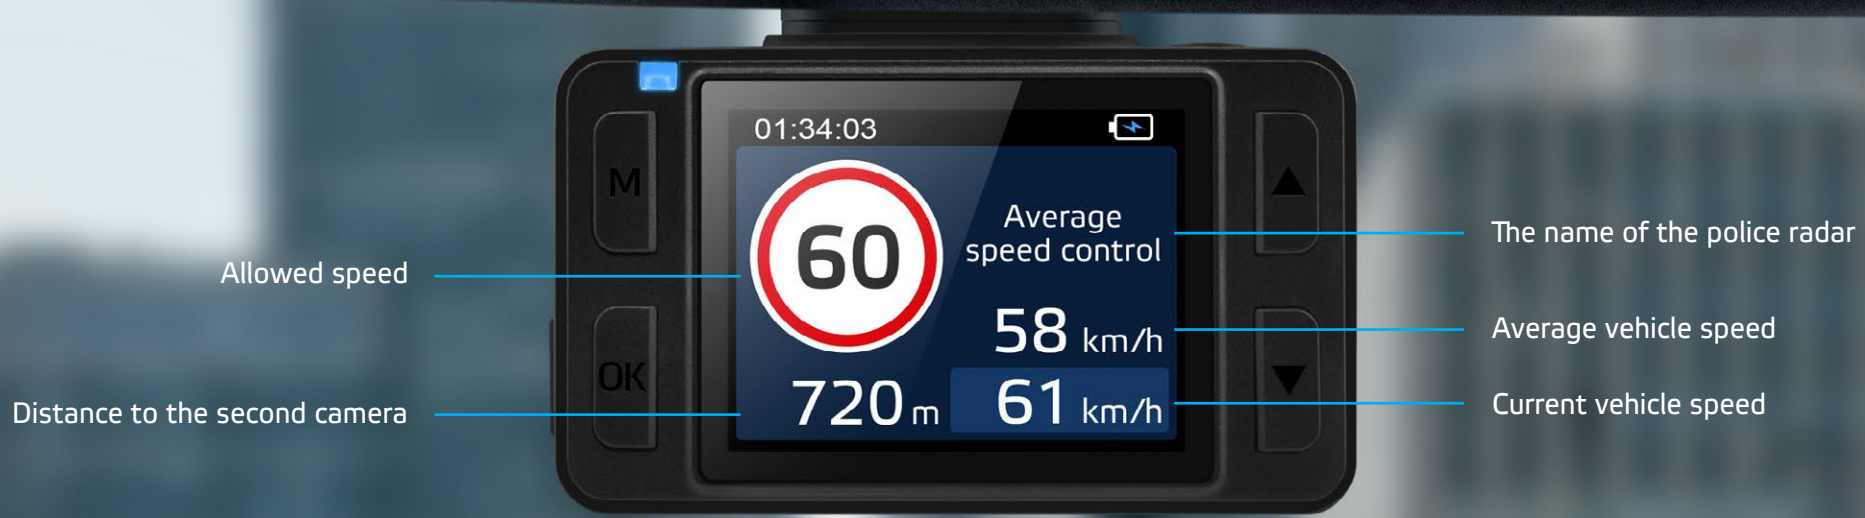 01:34:03
M
60
Average
speed control
The name of the police radar
Allowed speed
58 km/h
Average vehicle speed
OK
720 m
61 km/h
Current vehicle speed
Distance to the second camera